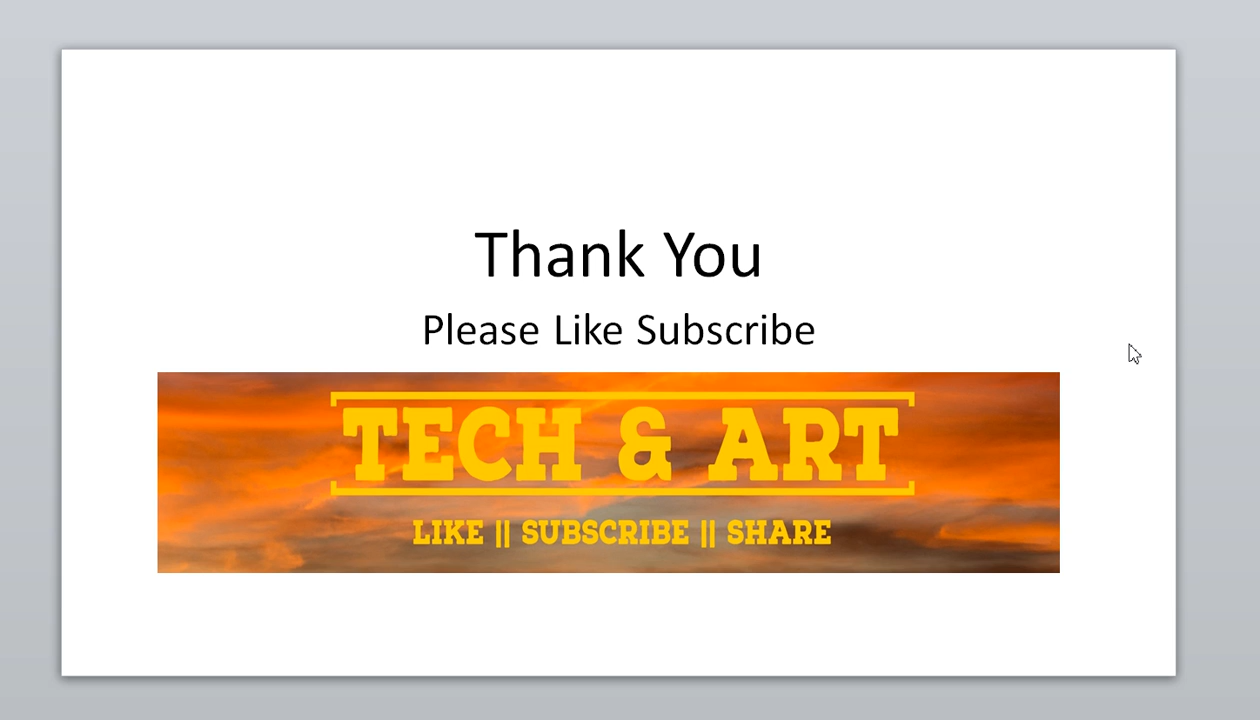 Thank You
Please Like Subscribe
TECH & ART
LIKE || SUBSCRIBE || SHARE